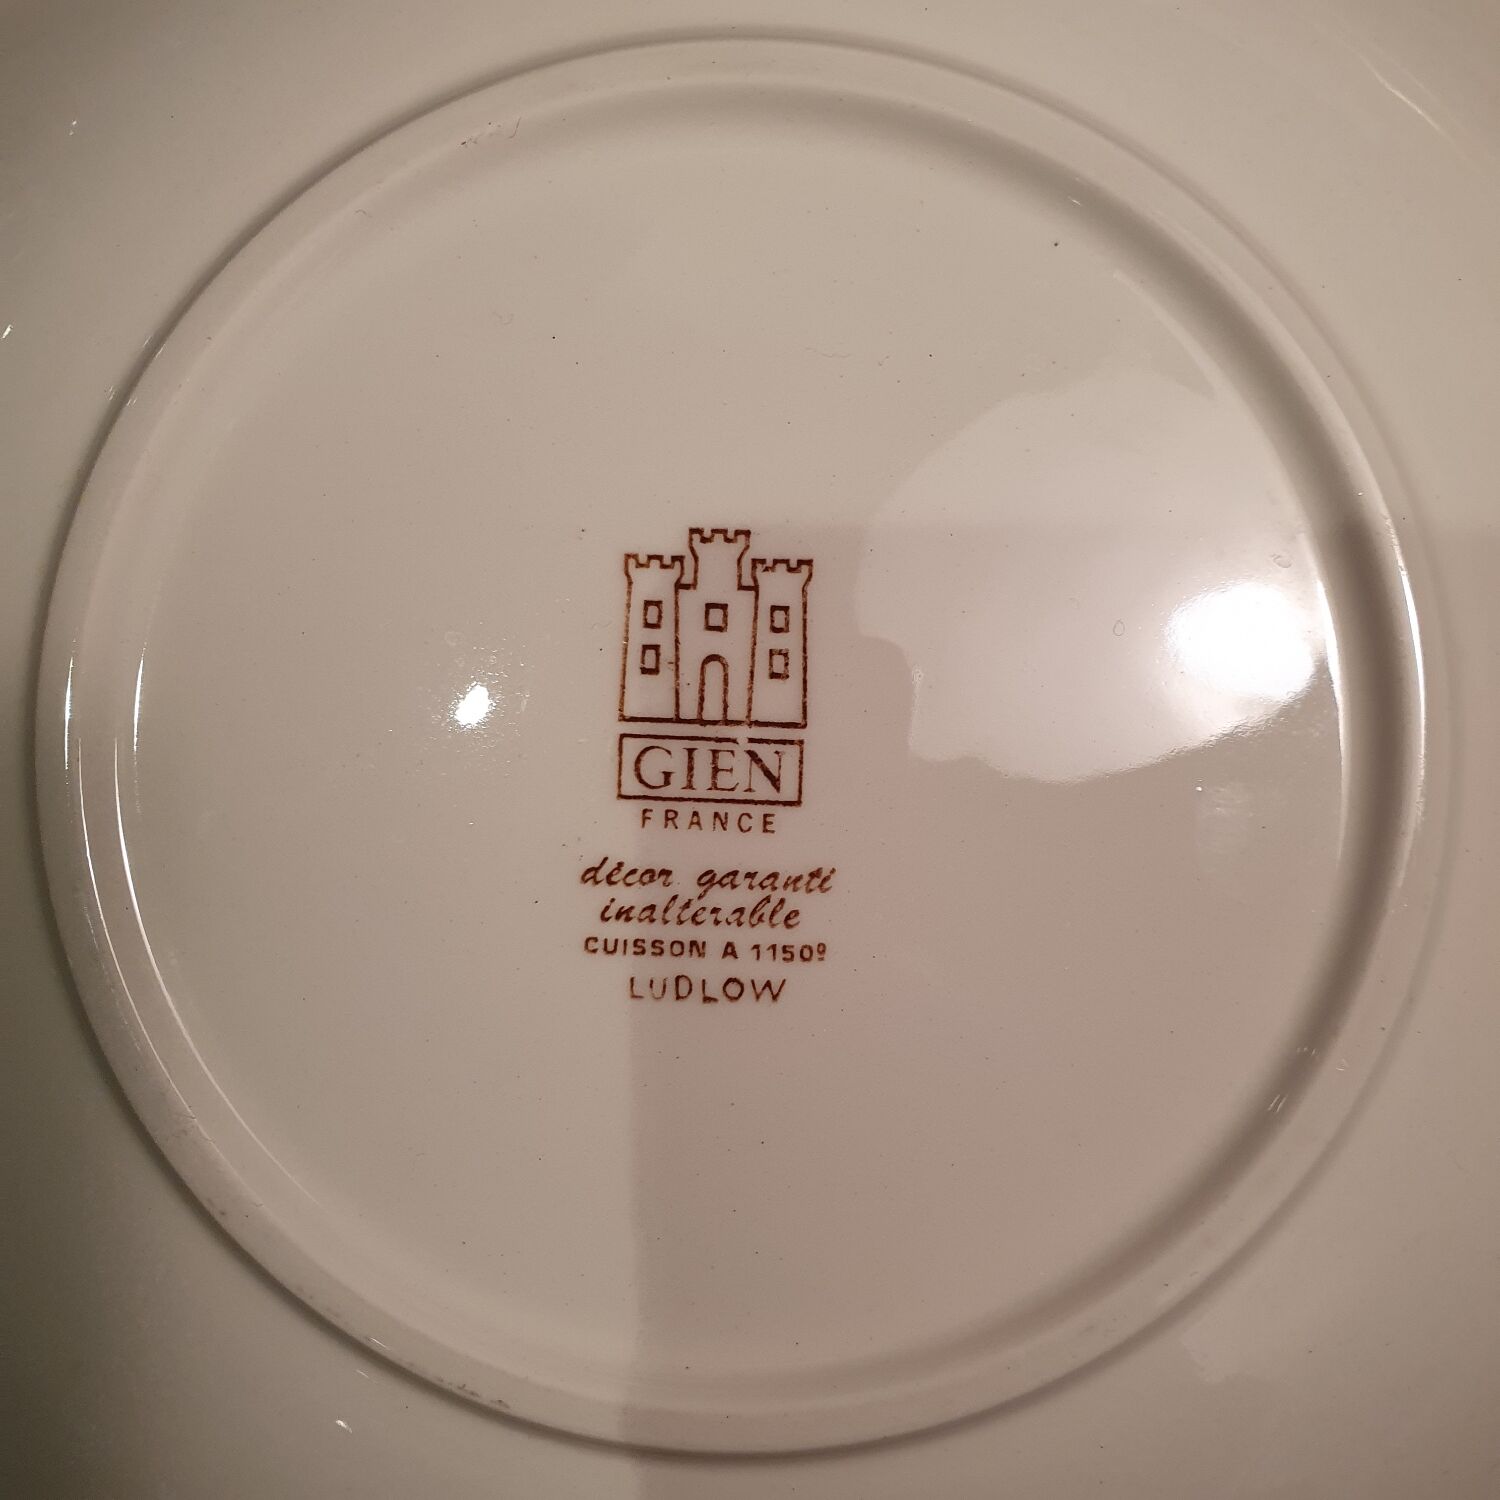 GIEN
FRANCE
décor garanti
inaltérable
CUISSON A 1150º
LUDLOW